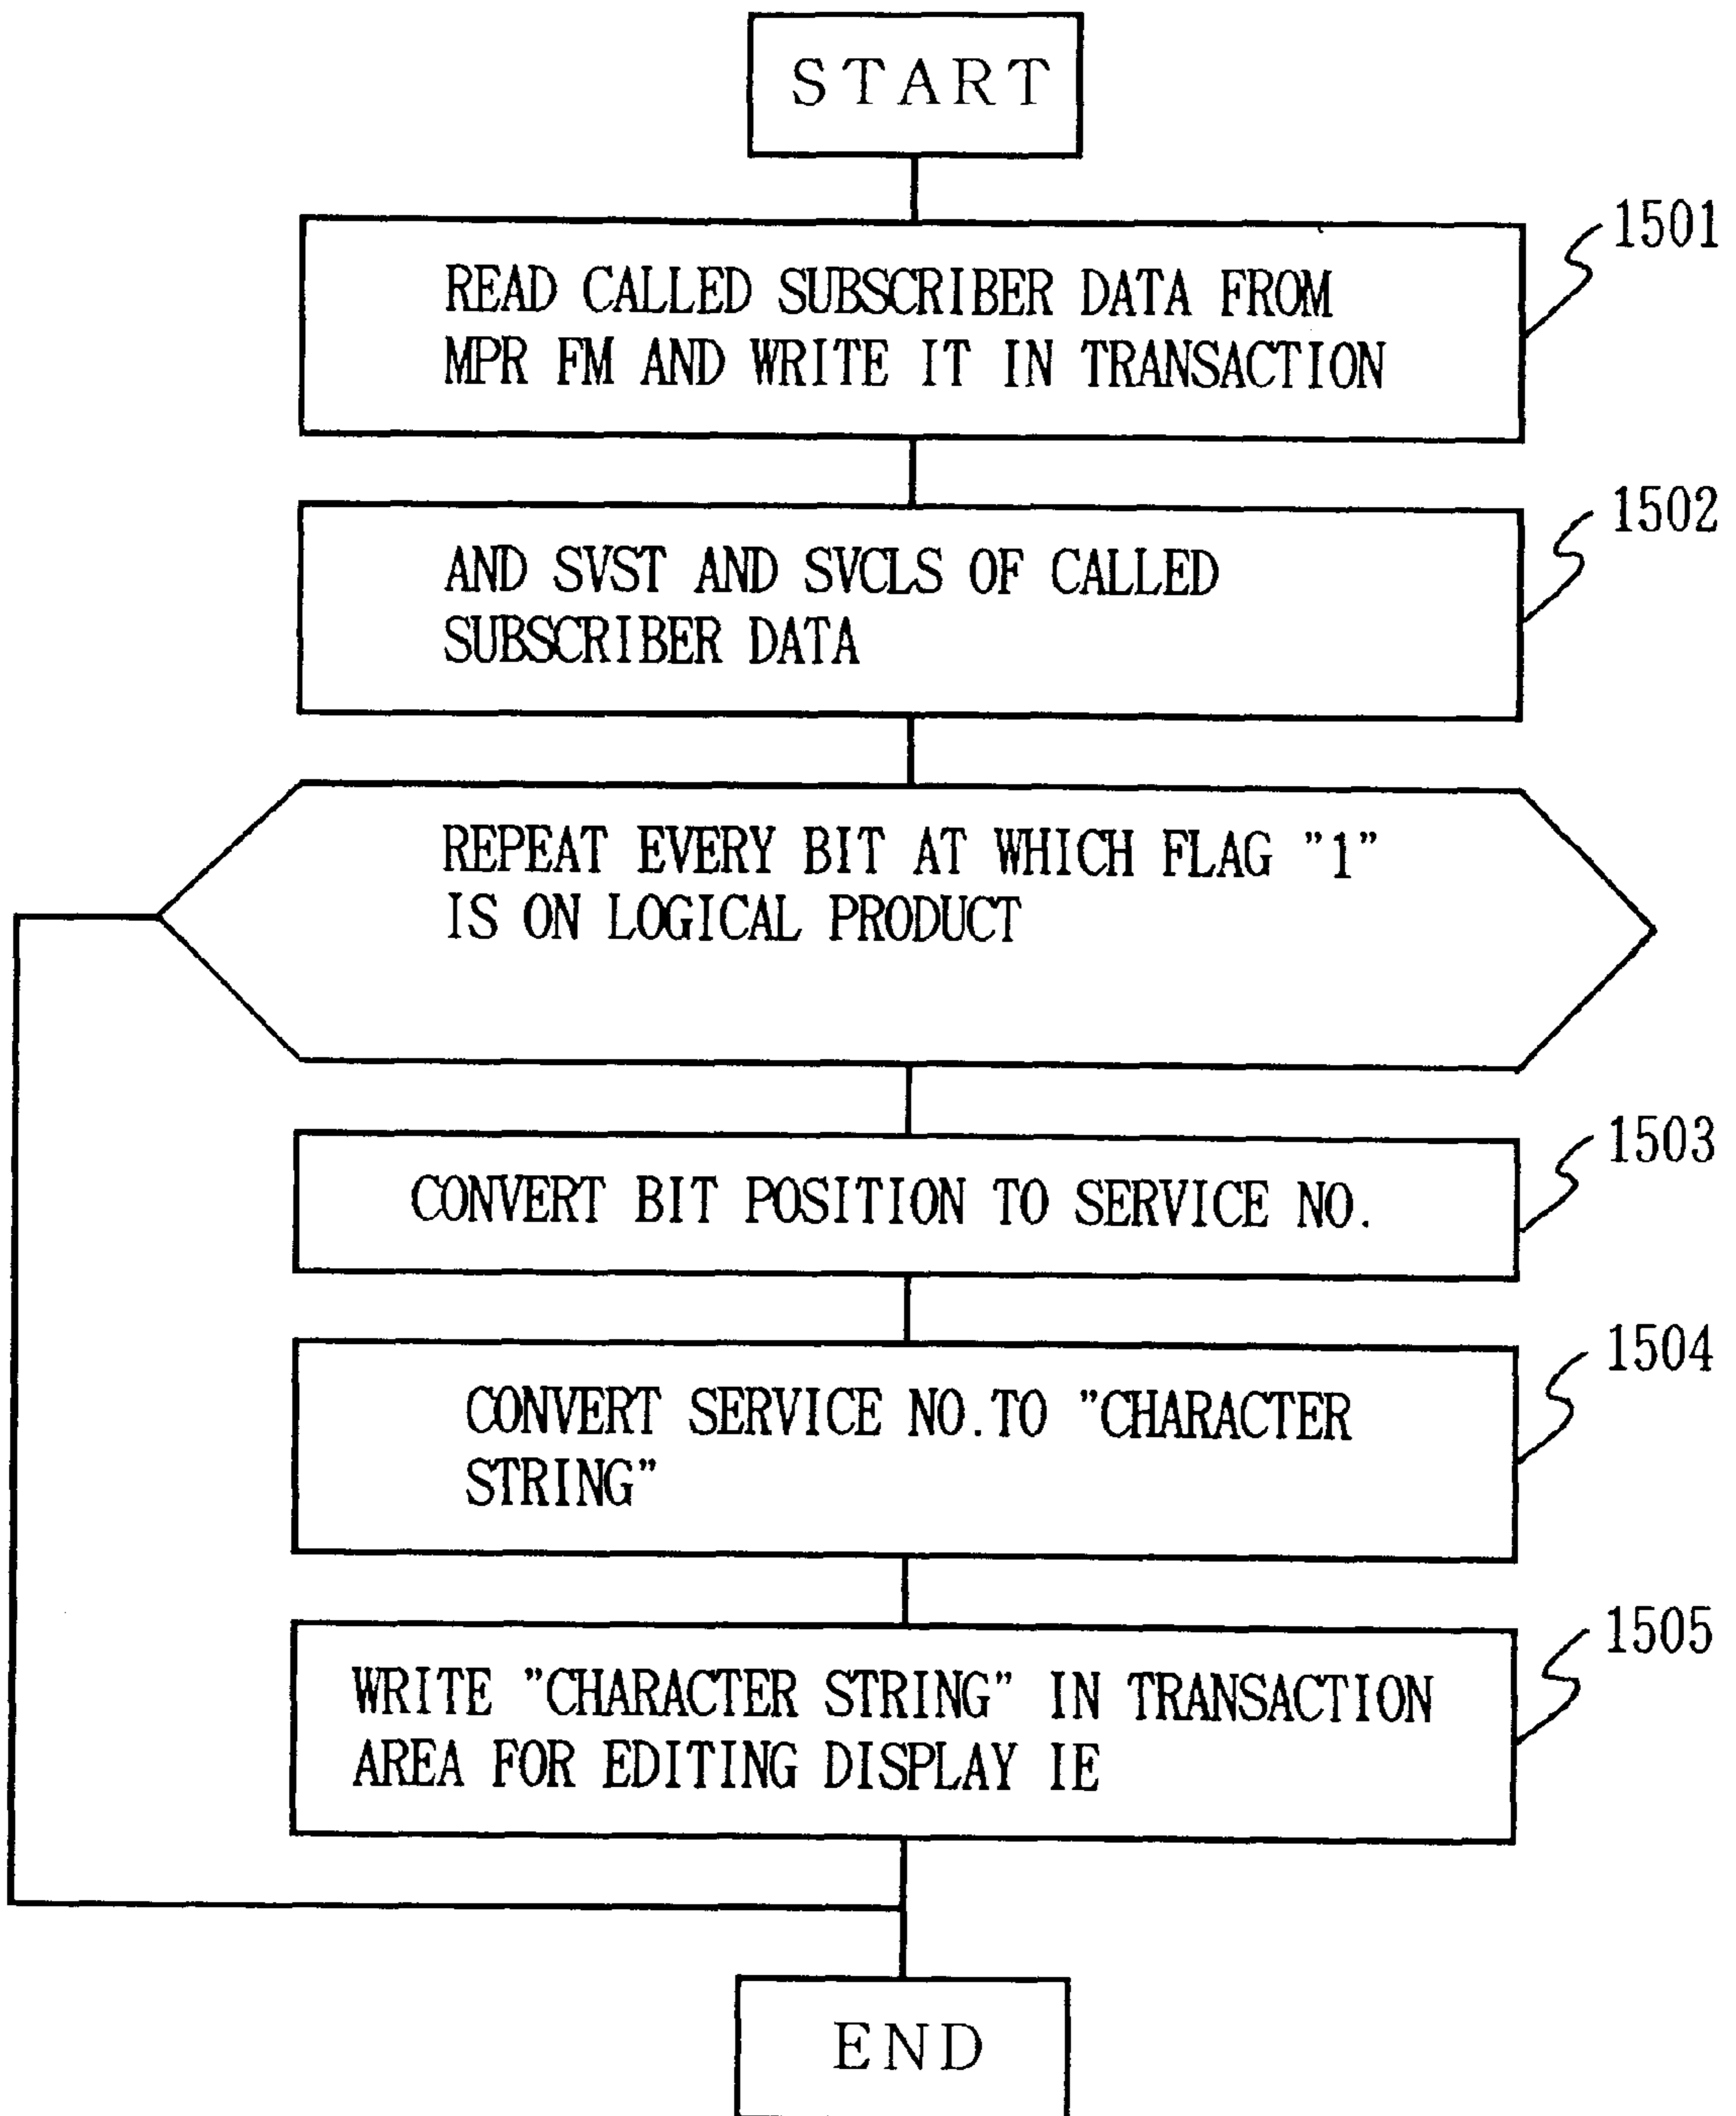 START
1501
READ CALLED SUBSCRIBER DATA FROM
MPR FM AND WRITE IT IN TRANSACTION
1502
AND SVST AND SVCLS OF CALLED
SUBSCRIBER DATA
REPEAT EVERY BIT AT WHICH FLAG "1"
IS ON LOGICAL PRODUCT
1503
CONVERT BIT POSITION TO SERVICE NO.
1504
CONVERT SERVICE NO.TO "CHARACTER
STRING"
1505
WRITE "CHARACTER STRING" IN TRANSACTION
AREA FOR EDITING DISPLAY IE
END